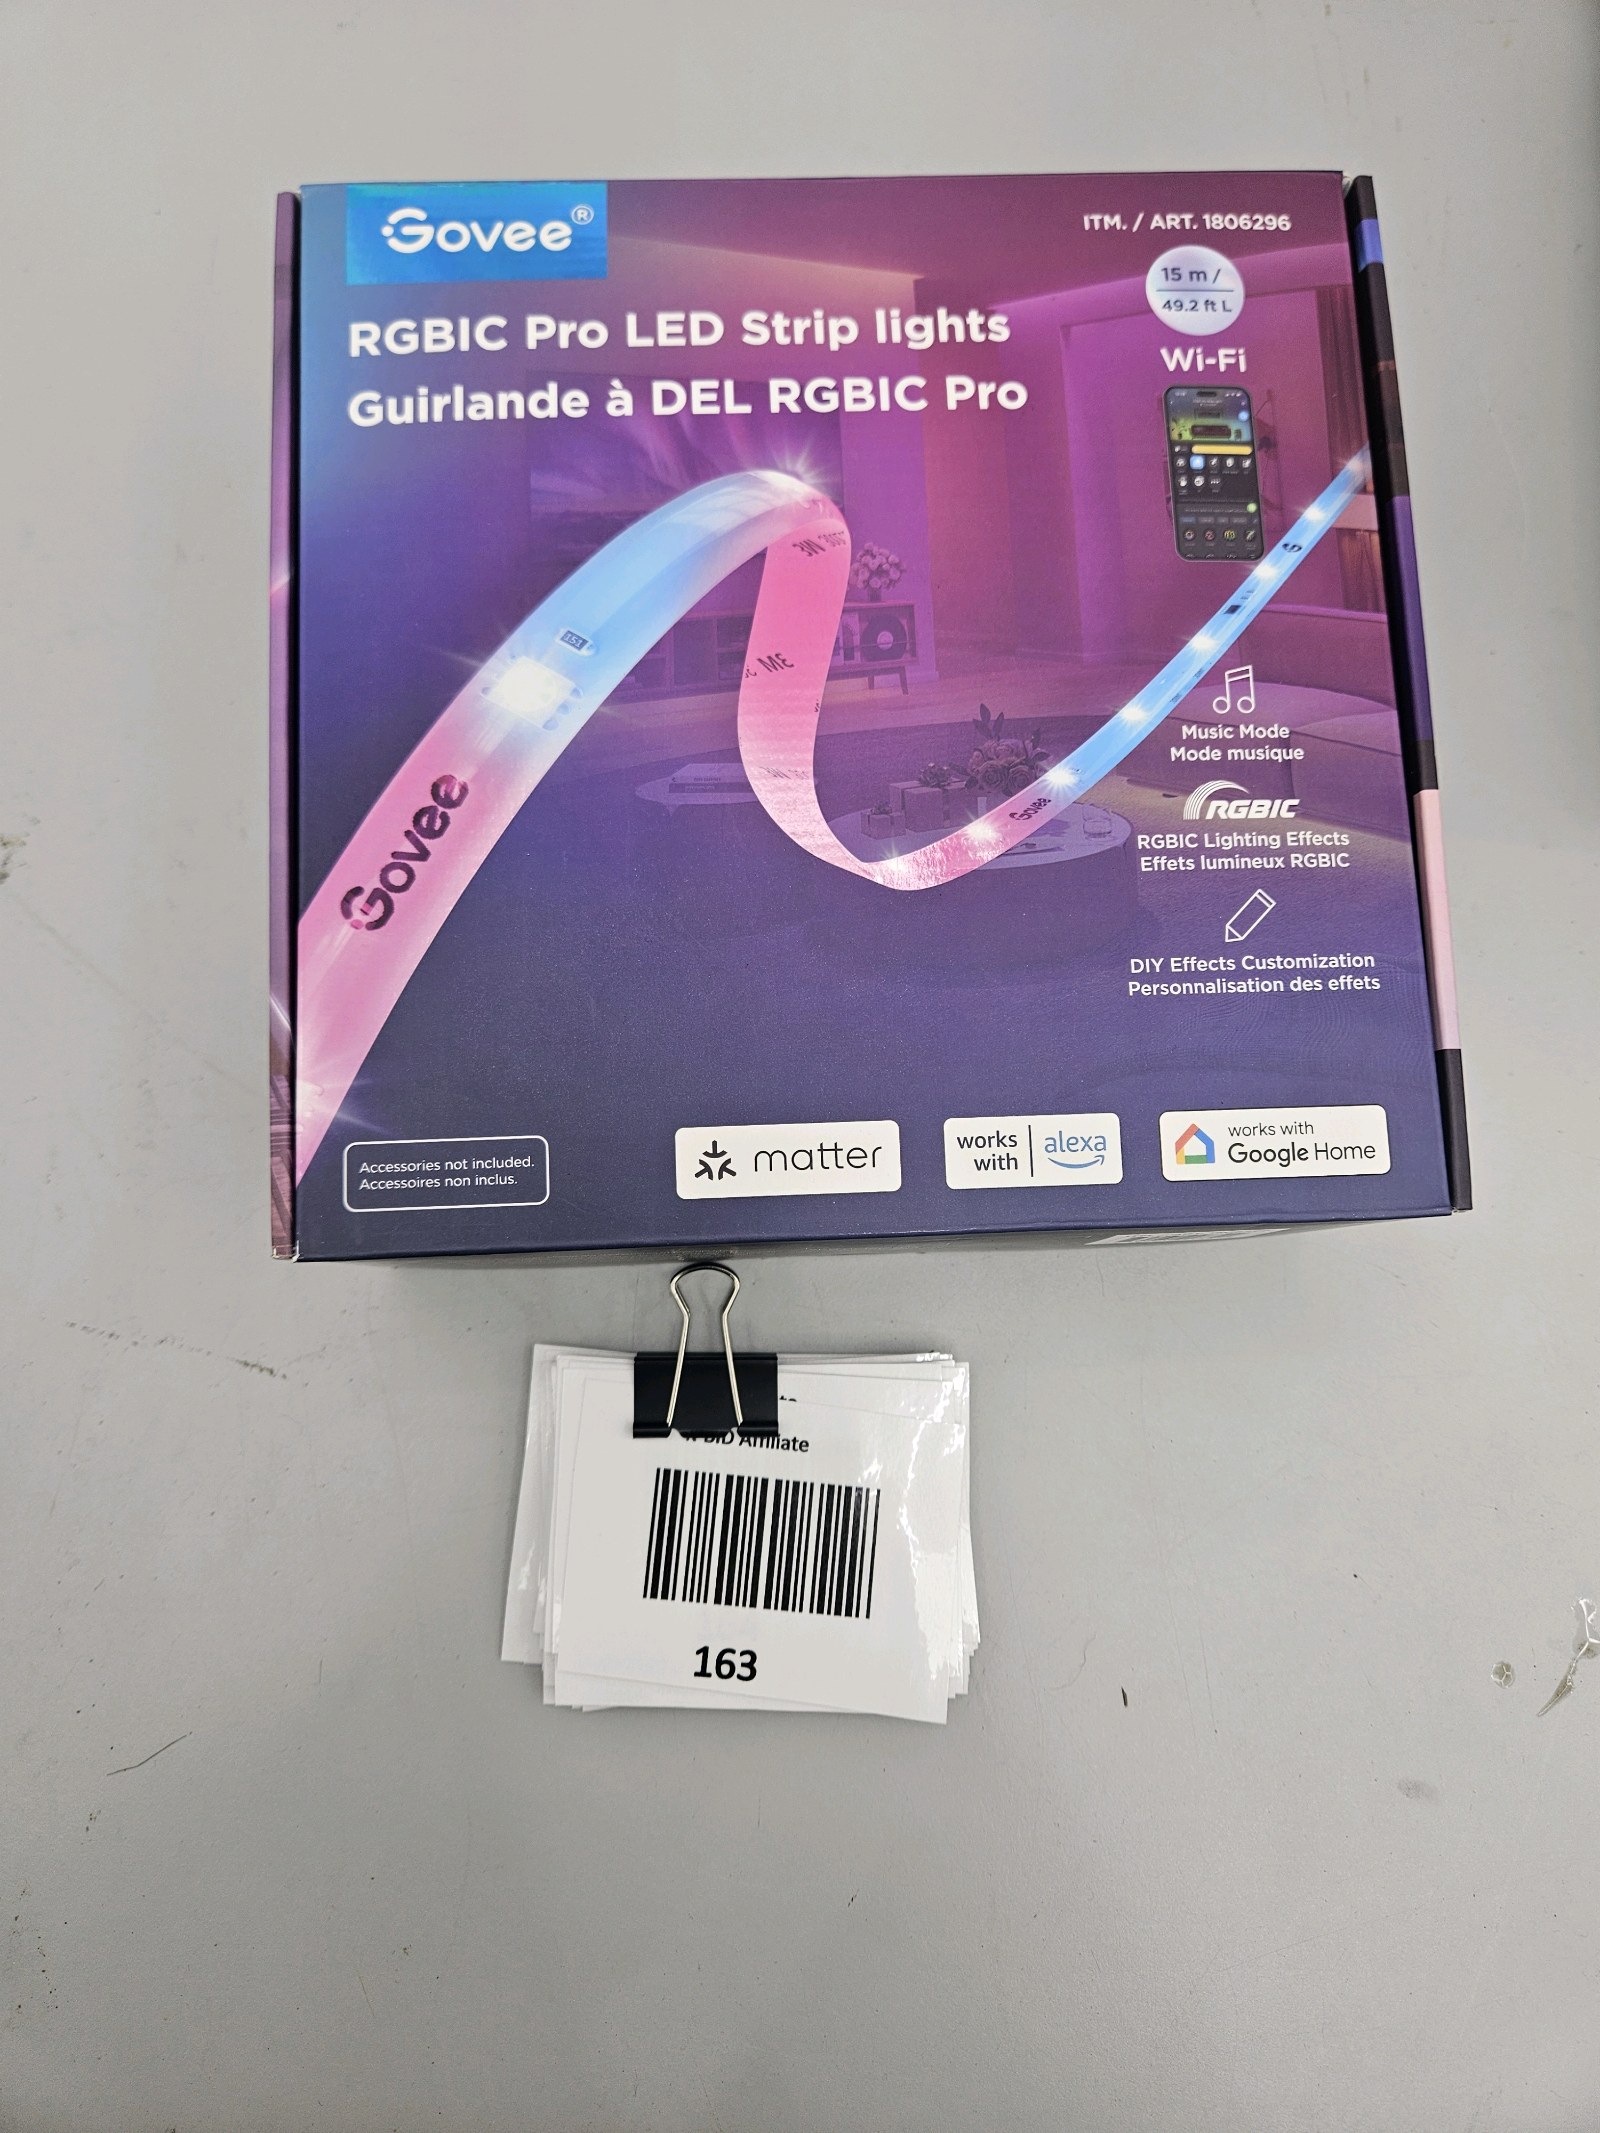 Govee®
ITM. / ART. 1806296
15 m /
49.2 ft L
RGBIC Pro LED Strip lights
Guirlande à DEL RGBIC Pro
Wi-Fi
151
3M
Govee
Govee
Music Mode
Mode musique
RGBIC
RGBIC Lighting Effects
Effets lumineux RGBIC
DIY Effects Customization
Personnalisation des effets
Accessories not included.
Accessoires non inclus.
matter
works with | alexa
works with
Google Home
Affiliate
163